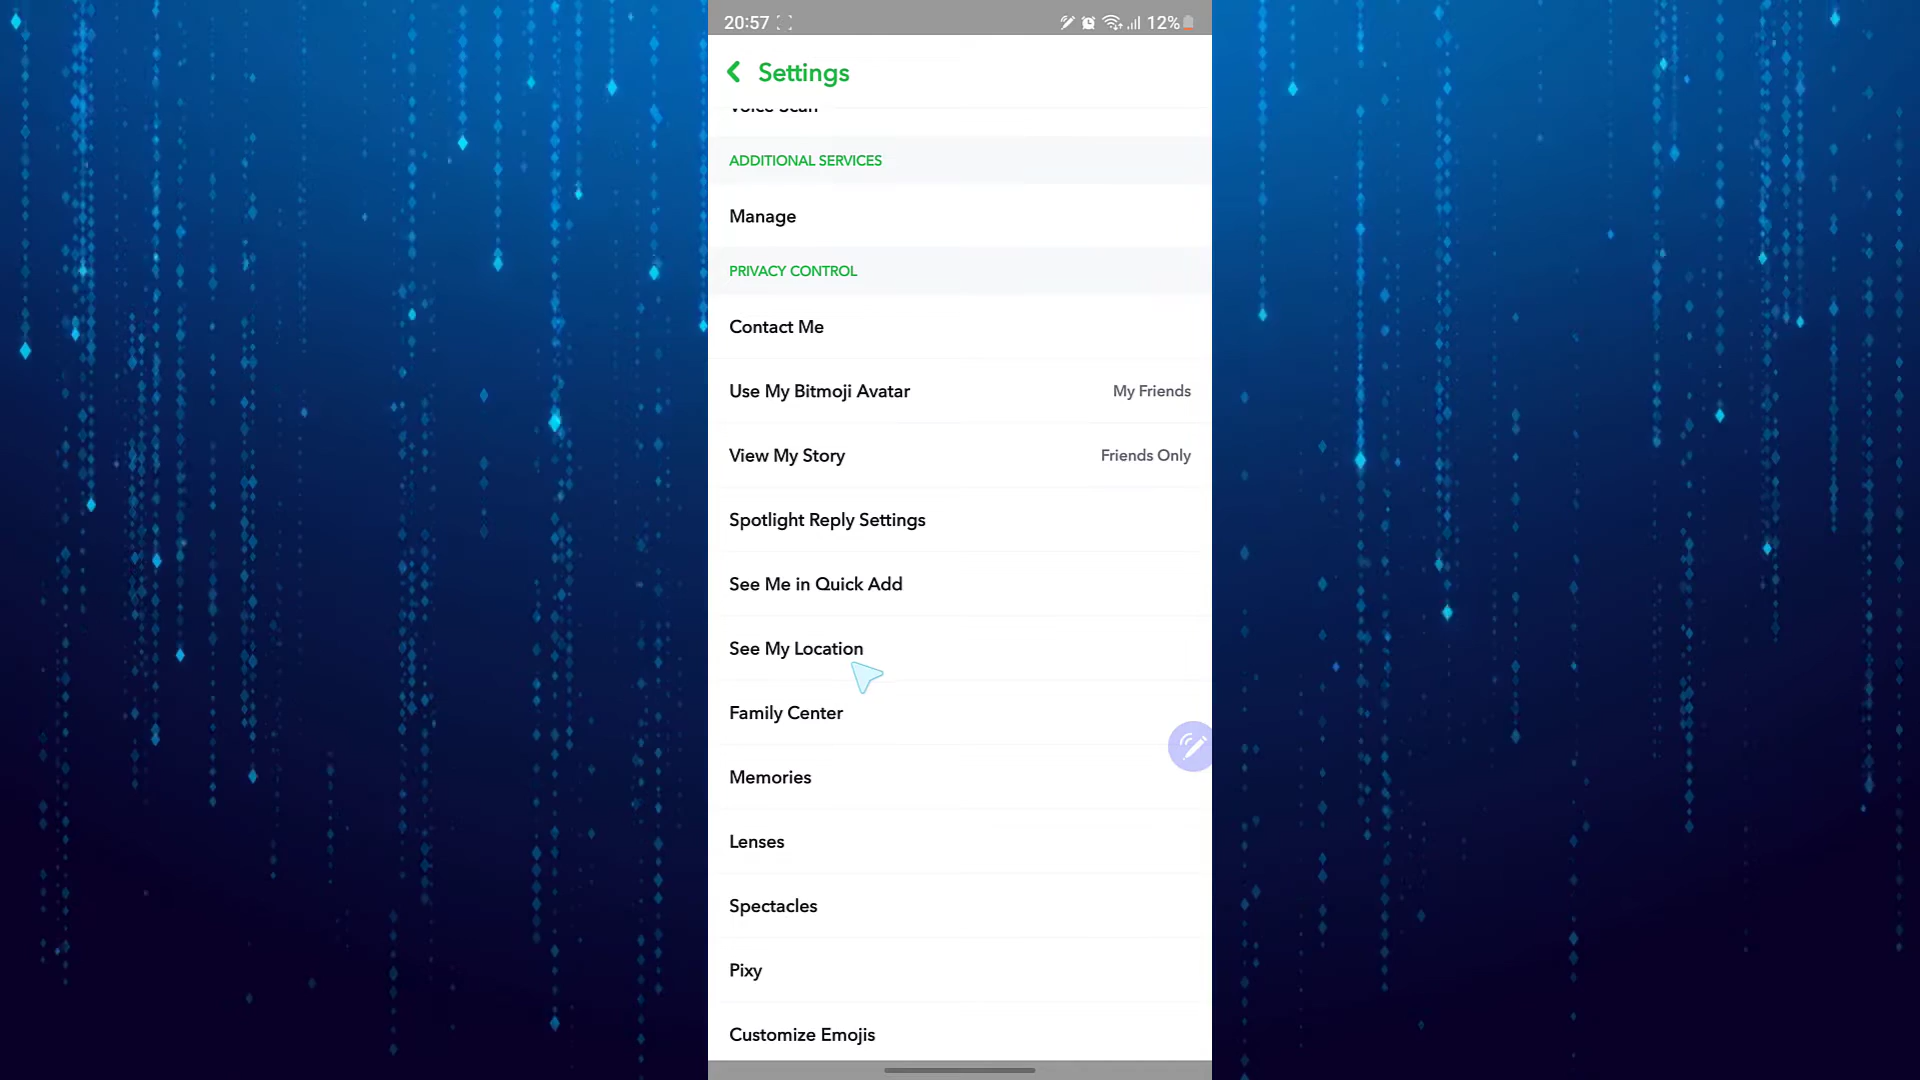 20:57 12%
Settings
Voice Scan
ADDITIONAL SERVICES
Manage
PRIVACY CONTROL
Contact Me
Use My Bitmoji Avatar My Friends
View My Story Friends Only
Spotlight Reply Settings
See Me in Quick Add
See My Location
Family Center
Memories
Lenses
Spectacles
Pixy
Customize Emojis